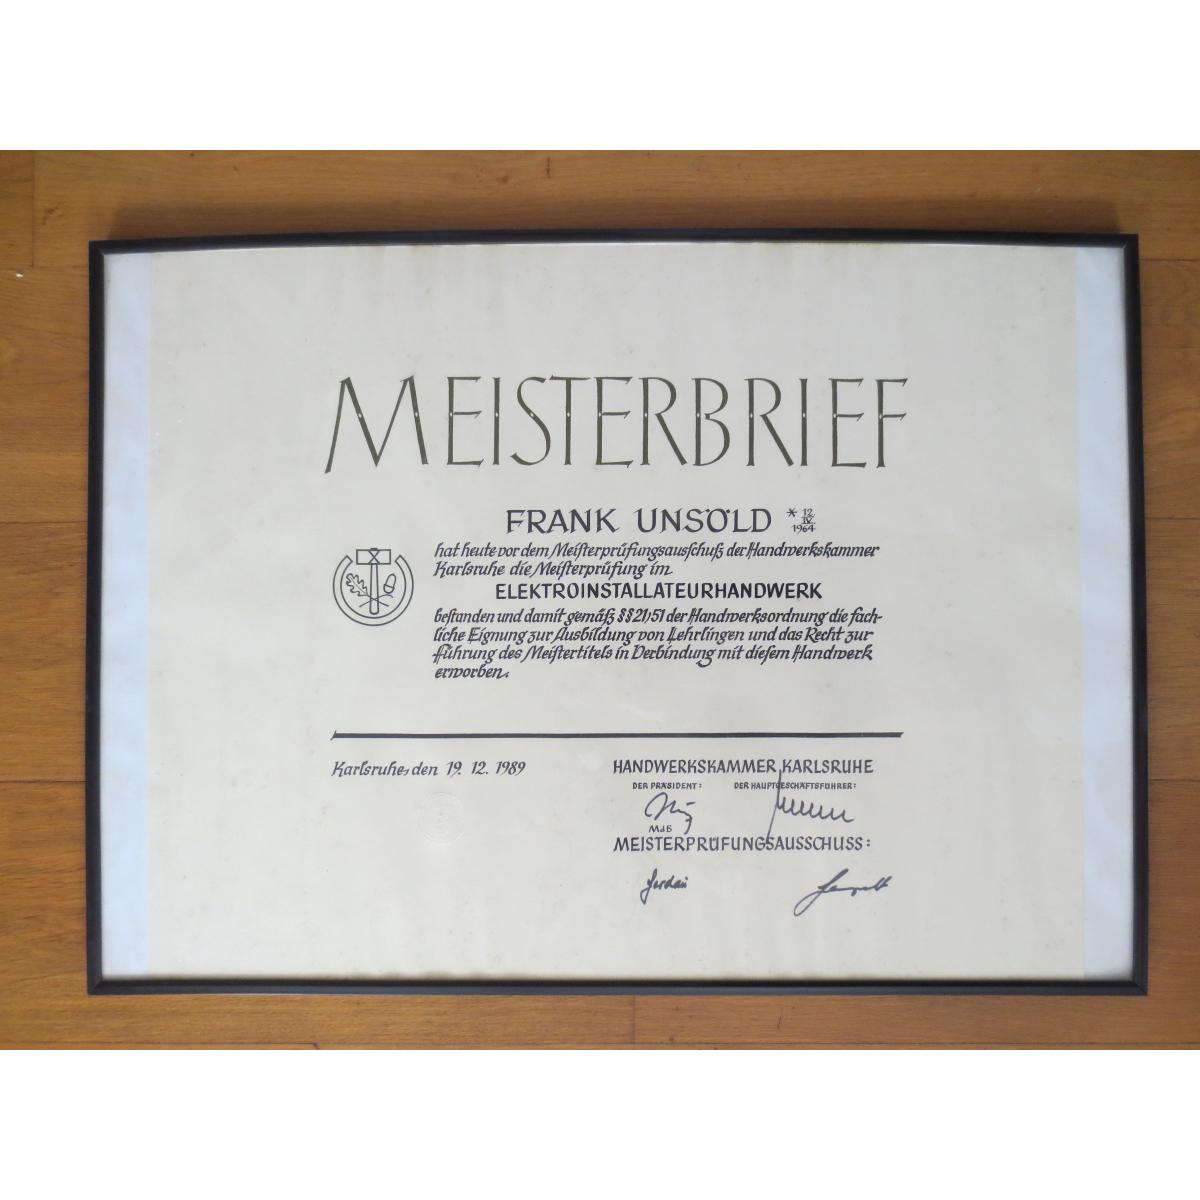 MEISTERBRIEF
FRANK UNSÖLD * 12 IV. 1964
hat heute vor dem Meisterprüfungsausschuß der Handwerkskammer
Karlsruhe die Meisterprüfung im
ELEKTROINSTALLATEURHANDWERK
bestanden und damit gemäß §§ 21/51 der Handwerksordnung die fach-
liche Eignung zur Ausbildung von Lehrlingen und das Recht zur
Führung des Meistertitels in Verbindung mit diesem Handwerk
erworben.
Karlsruhe, den 19. 12. 1989
HANDWERKSKAMMER KARLSRUHE
DER PRÄSIDENT: DER HAUPTGESCHÄFTSFÜHRER:
MdB
MEISTERPRÜFUNGSAUSSCHUSS: